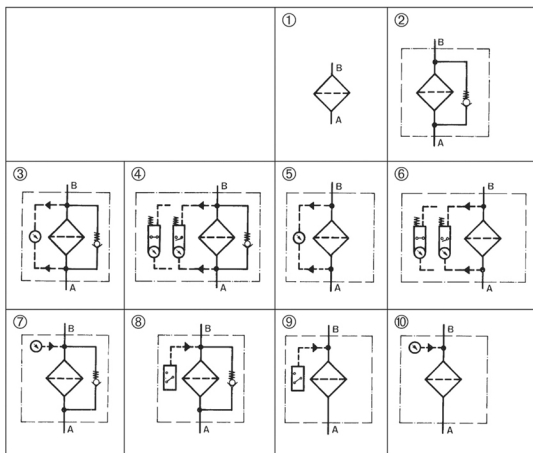 ① ②
B B
A A
③ ④ ⑤ ⑥
B B B B
A A A A
⑦ ⑧ ⑨ ⑩
B B B B
A A A A